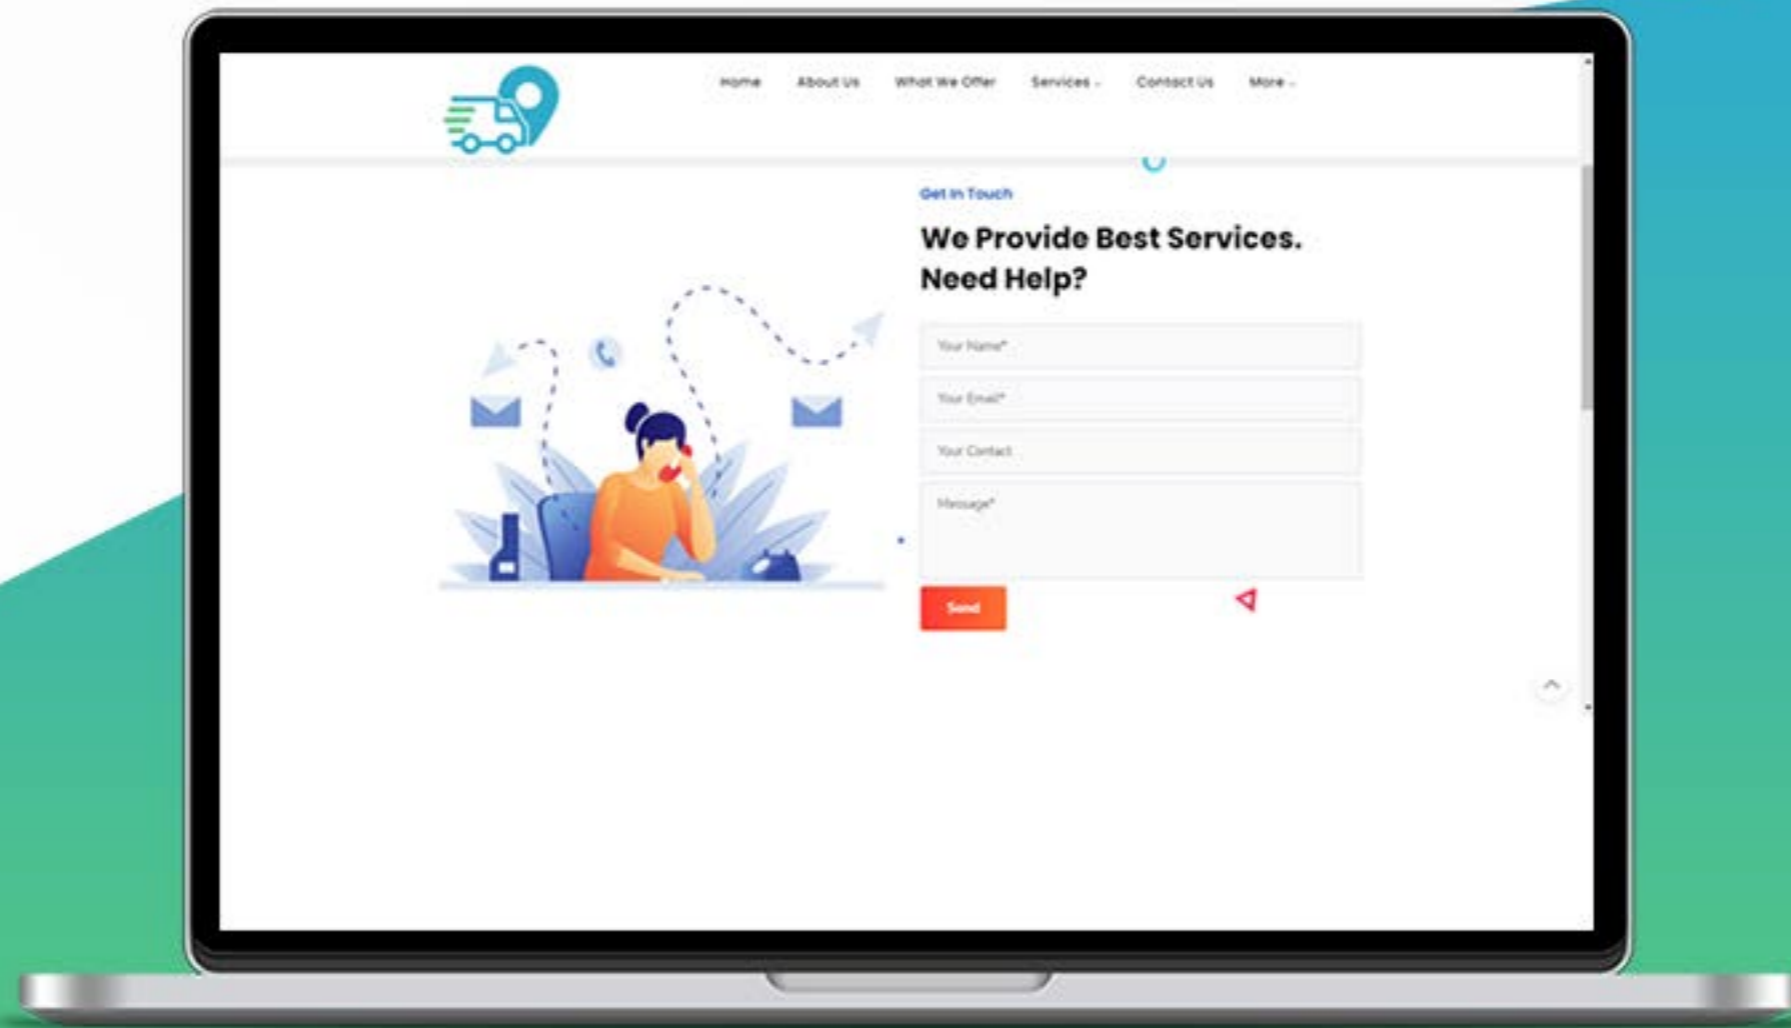 Home About Us What We Offer Services Contact Us More
Get In Touch
We Provide Best Services.
Need Help?
Your Name*
Your Email*
Your Contact
Message*
Send